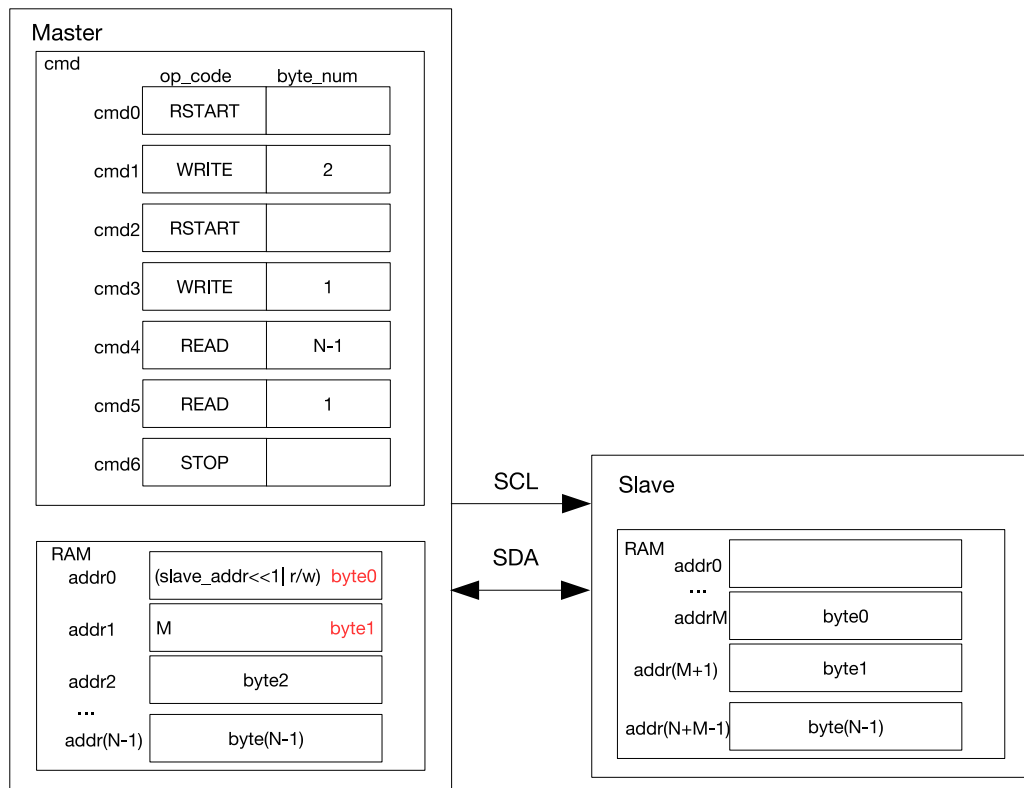 Master
cmd
op_code byte_num
cmd0 RSTART
cmd1 WRITE 2
cmd2 RSTART
cmd3 WRITE 1
cmd4 READ N-1
cmd5 READ 1
cmd6 STOP
RAM
addr0 (slave_addr<<1| r/w) byte0
addr1 M byte1
addr2 byte2
...
addr(N-1) byte(N-1)
SCL
SDA
Slave
RAM
addr0
...
addrM byte0
addr(M+1) byte1
addr(N+M-1) byte(N-1)